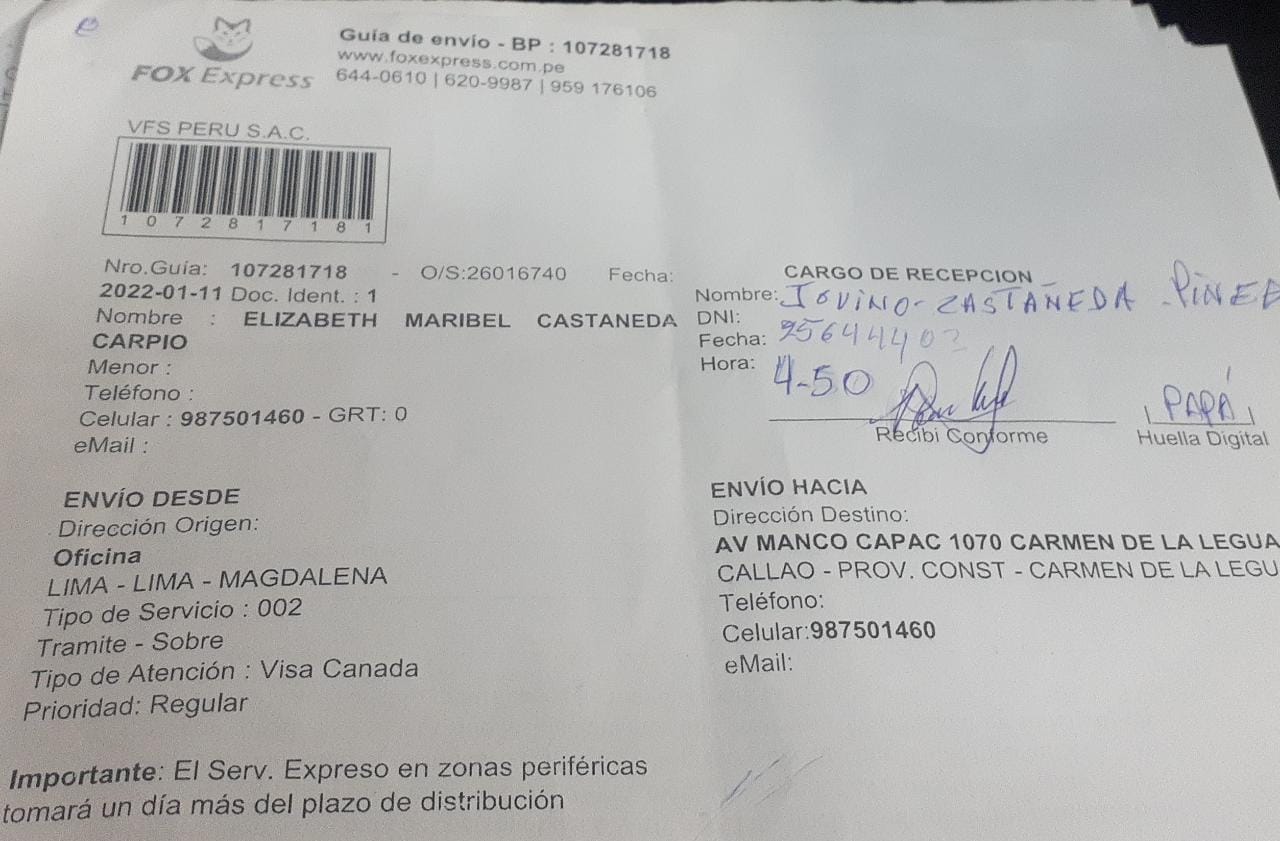 FOX Express
Guía de envío - BP : 107281718
www.foxexpress.com.pe
644-0610 | 620-9987 | 959 176106
VFS PERU S.A.C.
1 0 7 2 8 1 7 1 8 1
Nro.Guía: 107281718 - O/S:26016740 Fecha:
2022-01-11 Doc. Ident. : 1
Nombre : ELIZABETH MARIBEL CASTANEDA
CARPIO
Menor :
Teléfono :
Celular : 987501460 - GRT: 0
eMail :
CARGO DE RECEPCION
Nombre: JOVINO-ZASTAÑEDA
DNI:
Fecha: 25644402
Hora: 4-50
PAPÁ
Recibi Conforme
Huella Digital
ENVÍO DESDE
Dirección Origen:
Oficina
LIMA - LIMA - MAGDALENA
Tipo de Servicio : 002
Tramite - Sobre
Tipo de Atención : Visa Canada
Prioridad: Regular
ENVÍO HACIA
Dirección Destino:
AV MANCO CAPAC 1070 CARMEN DE LA LEGUA
CALLAO - PROV. CONST - CARMEN DE LA LEGU
Teléfono:
Celular:987501460
eMail:
Importante: El Serv. Expreso en zonas periféricas
tomará un día más del plazo de distribución